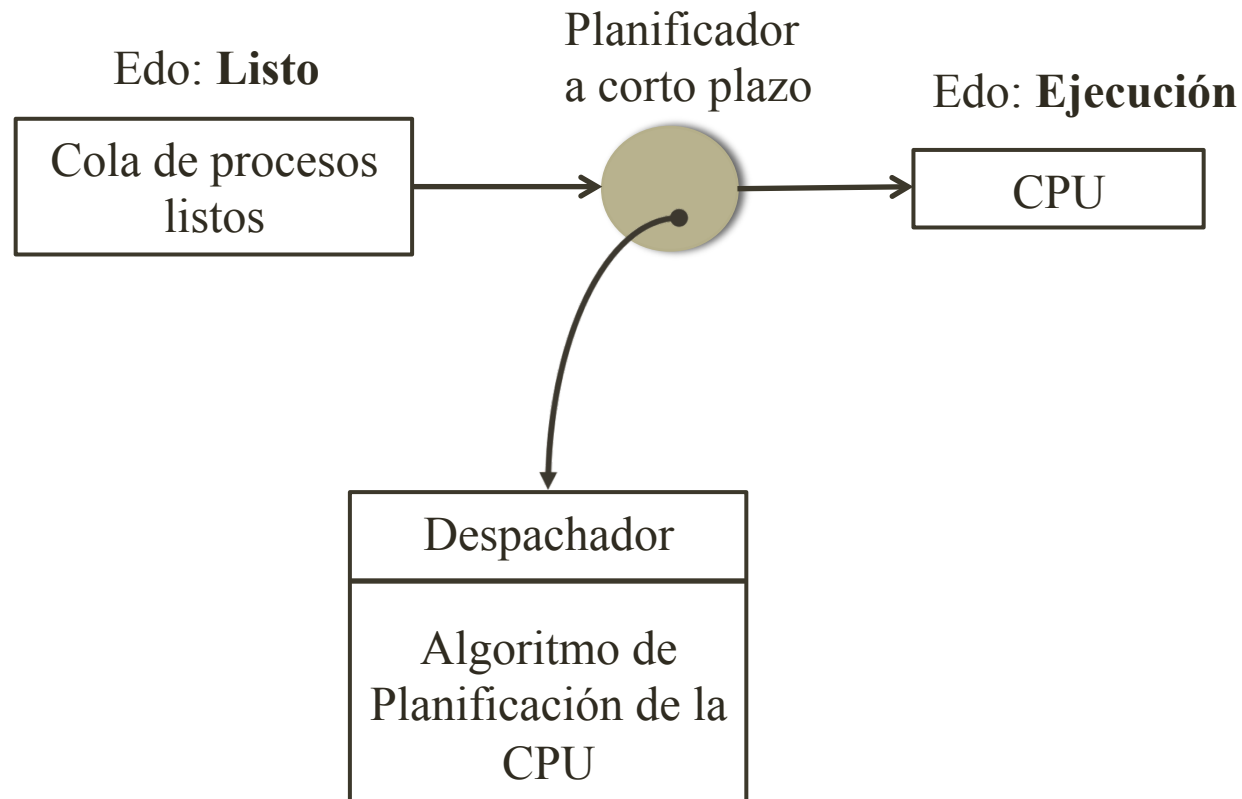 Planificador
a corto plazo
Edo: Listo
Edo: Ejecución
Cola de procesos
listos
CPU
Despachador
Algoritmo de
Planificación de la
CPU